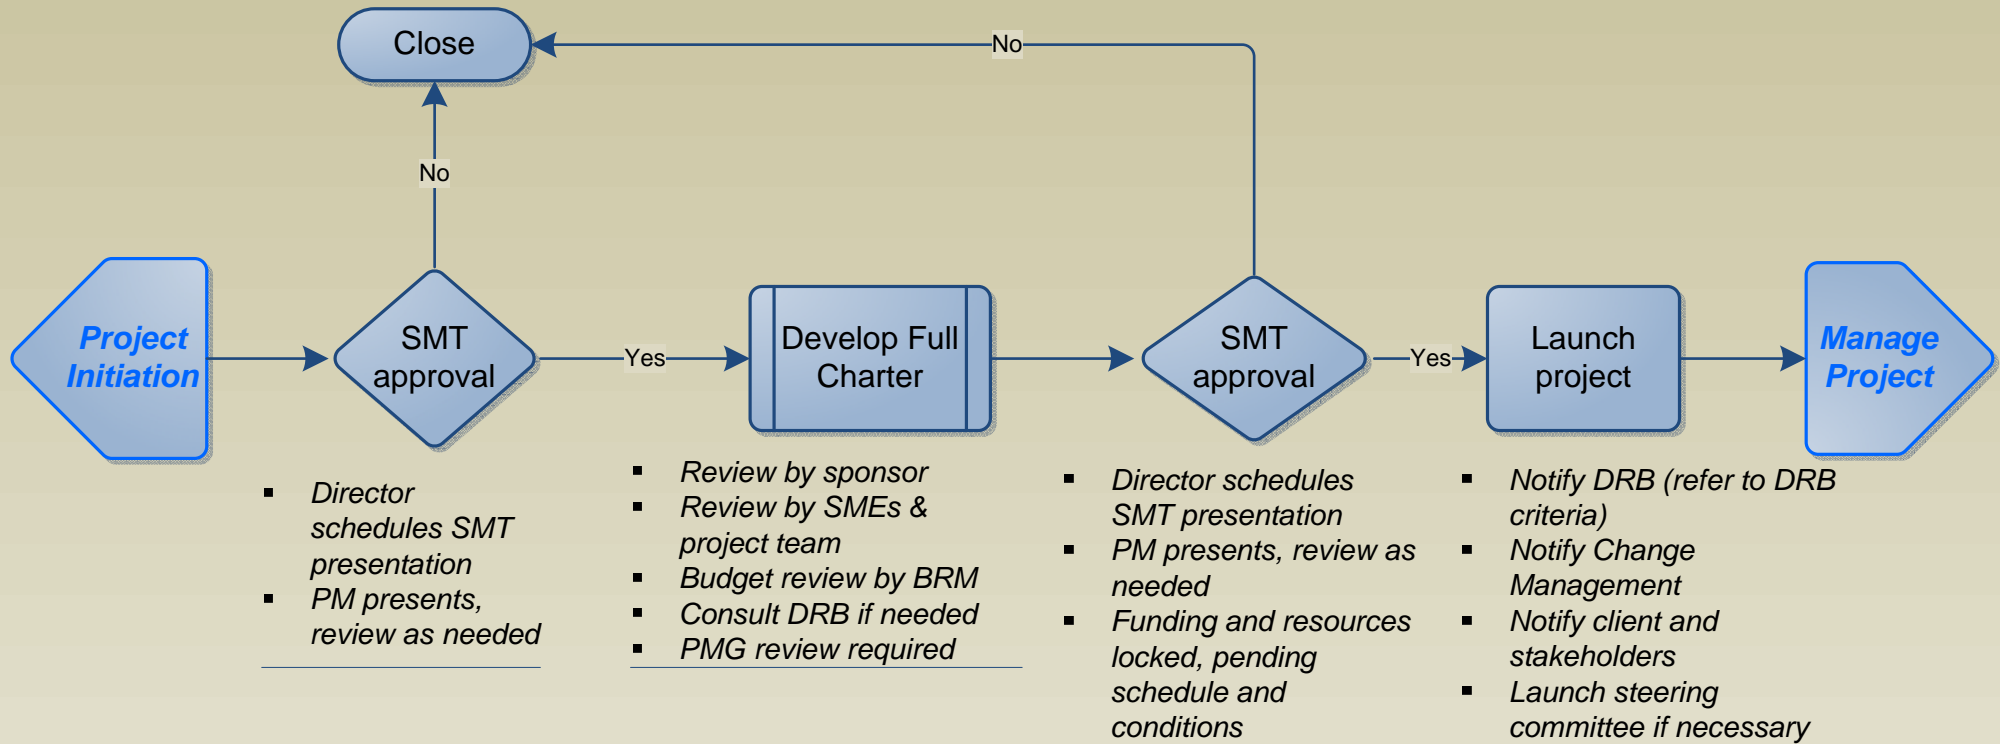 Close
No
No
Project
Initiation
SMT
approval
Yes
Develop Full
Charter
SMT
approval
Yes
Launch
project
Manage
Project
▪ Director
schedules SMT
presentation
▪ PM presents,
review as needed
▪ Review by sponsor
▪ Review by SMEs &
project team
▪ Budget review by BRM
▪ Consult DRB if needed
▪ PMG review required
▪ Director schedules
SMT presentation
▪ PM presents, review as
needed
▪ Funding and resources
locked, pending
schedule and
conditions
▪ Notify DRB (refer to DRB
criteria)
▪ Notify Change
Management
▪ Notify client and
stakeholders
▪ Launch steering
committee if necessary